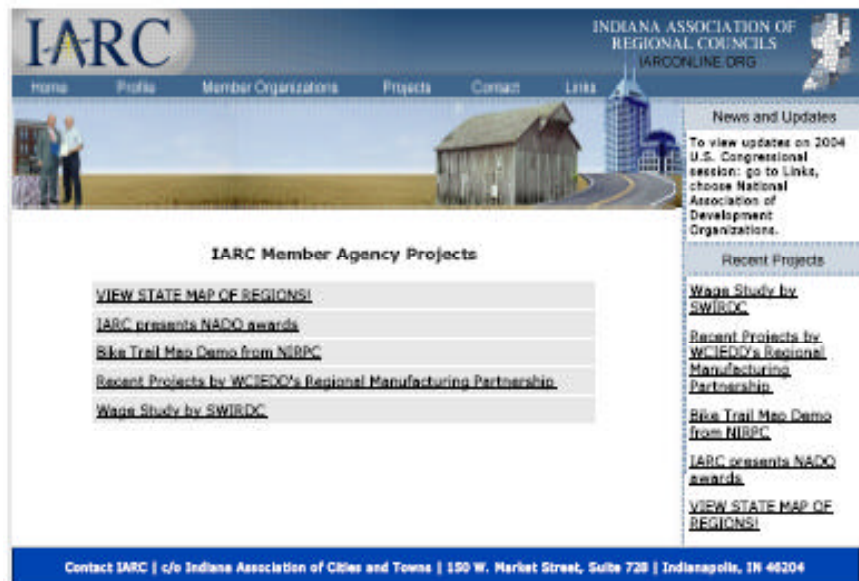 IARC
INDIANA ASSOCIATION OF
REGIONAL COUNCILS
IARCONLINE.ORG
Home Profile Member Organizations Projects Contact Links
News and Updates
To view updates on 2004
U.S. Congressional
session: go to Links,
choose National
Association of
Development
Organizations.
IARC Member Agency Projects
VIEW STATE MAP OF REGIONS!
IARC presents NADO awards
Bike Trail Map Demo from NIRPC
Recent Projects by WCIEDD's Regional Manufacturing Partnership
Wage Study by SWIRDC
Recent Projects
Wage Study by
SWIRDC
Recent Projects by
WCIEDD's Regional
Manufacturing
Partnership
Bike Trail Map Demo
from NIRPC
IARC presents NADO
awards
VIEW STATE MAP OF
REGIONS!
Contact IARC | c/o Indiana Association of Cities and Towns | 150 W. Market Street, Suite 728 | Indianapolis, IN 46204